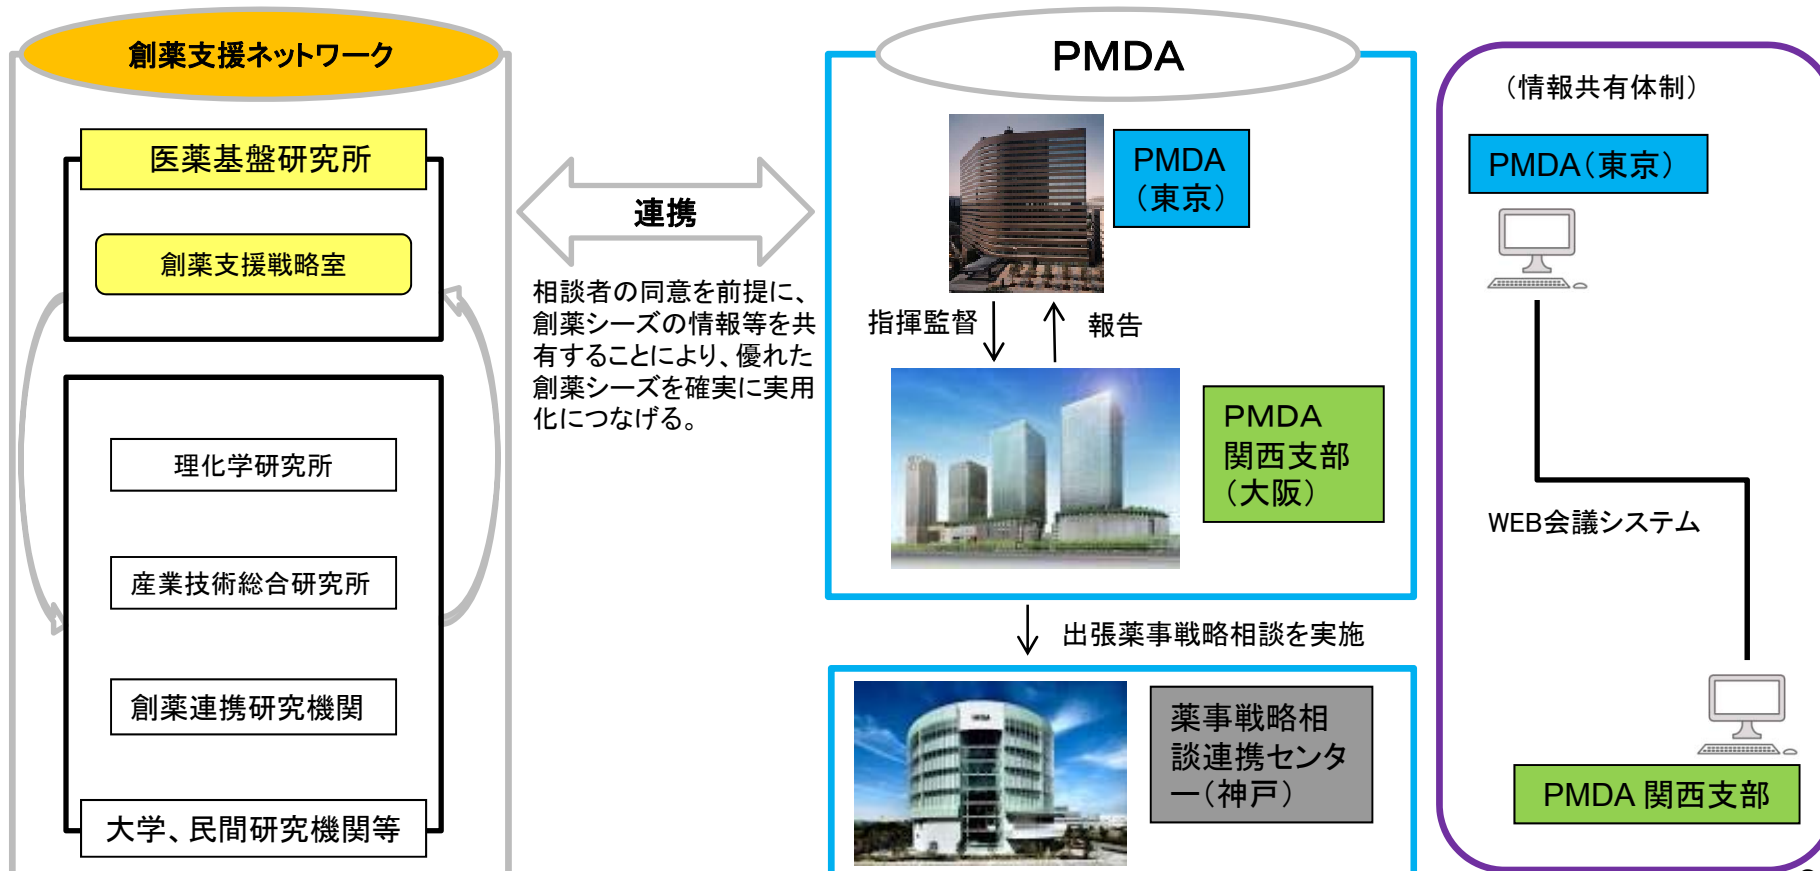 創薬支援ネットワーク
医薬基盤研究所
創薬支援戦略室
理化学研究所
産業技術総合研究所
創薬連携研究機関
大学、民間研究機関等
連携
相談者の同意を前提に、
創薬シーズの情報等を共
有することにより、優れた
創薬シーズを確実に実用
化につなげる。
PMDA
PMDA
（東京）
指揮監督
報告
PMDA
関西支部
（大阪）
出張薬事戦略相談を実施
薬事戦略相
談連携センタ
ー（神戸）
（情報共有体制）
PMDA（東京）
WEB会議システム
PMDA 関西支部